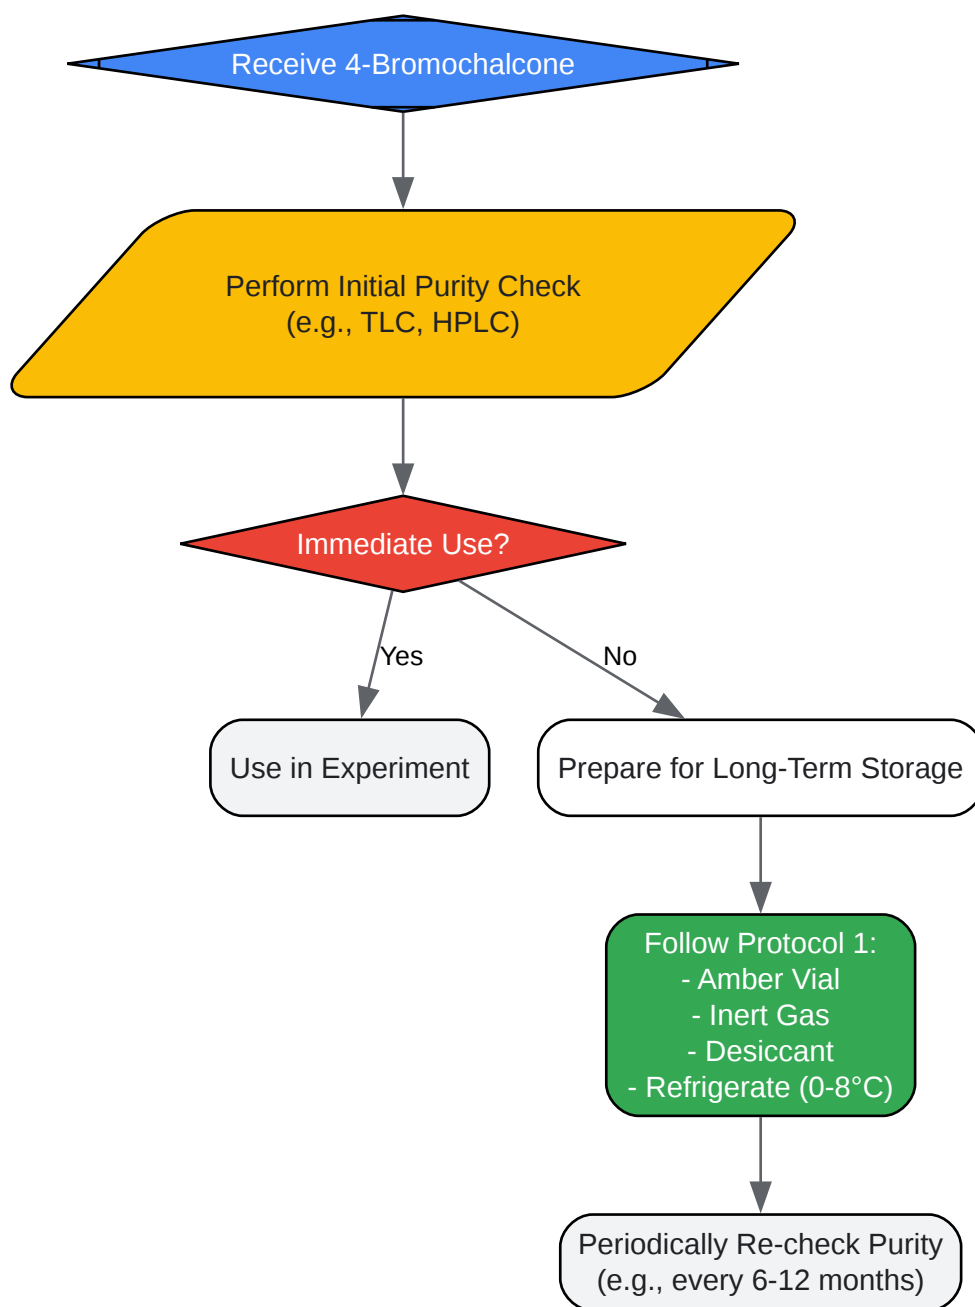 Receive 4-Bromochalcone
Perform Initial Purity Check
(e.g., TLC, HPLC)
Immediate Use?
Yes
No
Use in Experiment
Prepare for Long-Term Storage
Follow Protocol 1:
- Amber Vial
- Inert Gas
- Desiccant
- Refrigerate (0-8°C)
Periodically Re-check Purity
(e.g., every 6-12 months)